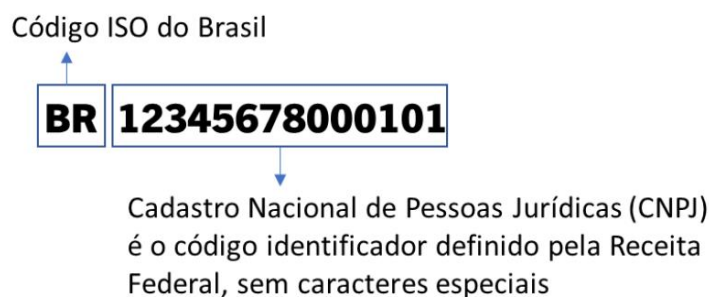 Código ISO do Brasil
BR 12345678000101
Cadastro Nacional de Pessoas Jurídicas (CNPJ)
é o código identificador definido pela Receita
Federal, sem caracteres especiais